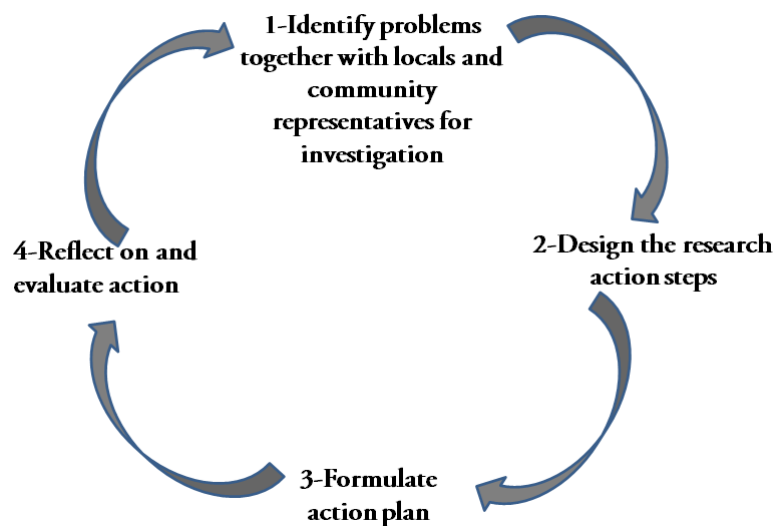 1-Identify problems
together with locals and
community
representatives for
investigation
2-Design the research
action steps
3-Formulate
action plan
4-Reflect on and
evaluate action